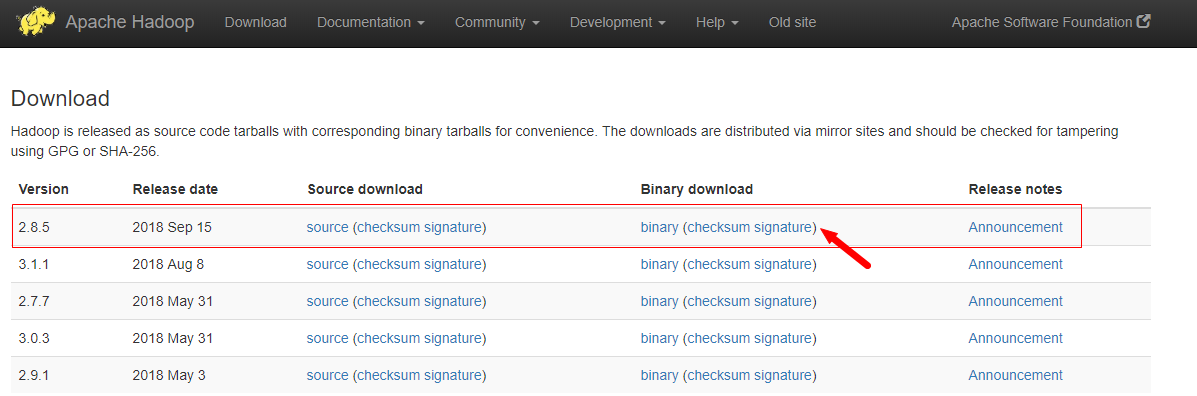 Apache Hadoop Download Documentation Community Development Help Old site Apache Software Foundation
Download
Hadoop is released as source code tarballs with corresponding binary tarballs for convenience. The downloads are distributed via mirror sites and should be checked for tampering
using GPG or SHA-256.
Version Release date Source download Binary download Release notes
2.8.5 2018 Sep 15 source (checksum signature) binary (checksum signature) Announcement
3.1.1 2018 Aug 8 source (checksum signature) binary (checksum signature) Announcement
2.7.7 2018 May 31 source (checksum signature) binary (checksum signature) Announcement
3.0.3 2018 May 31 source (checksum signature) binary (checksum signature) Announcement
2.9.1 2018 May 3 source (checksum signature) binary (checksum signature) Announcement